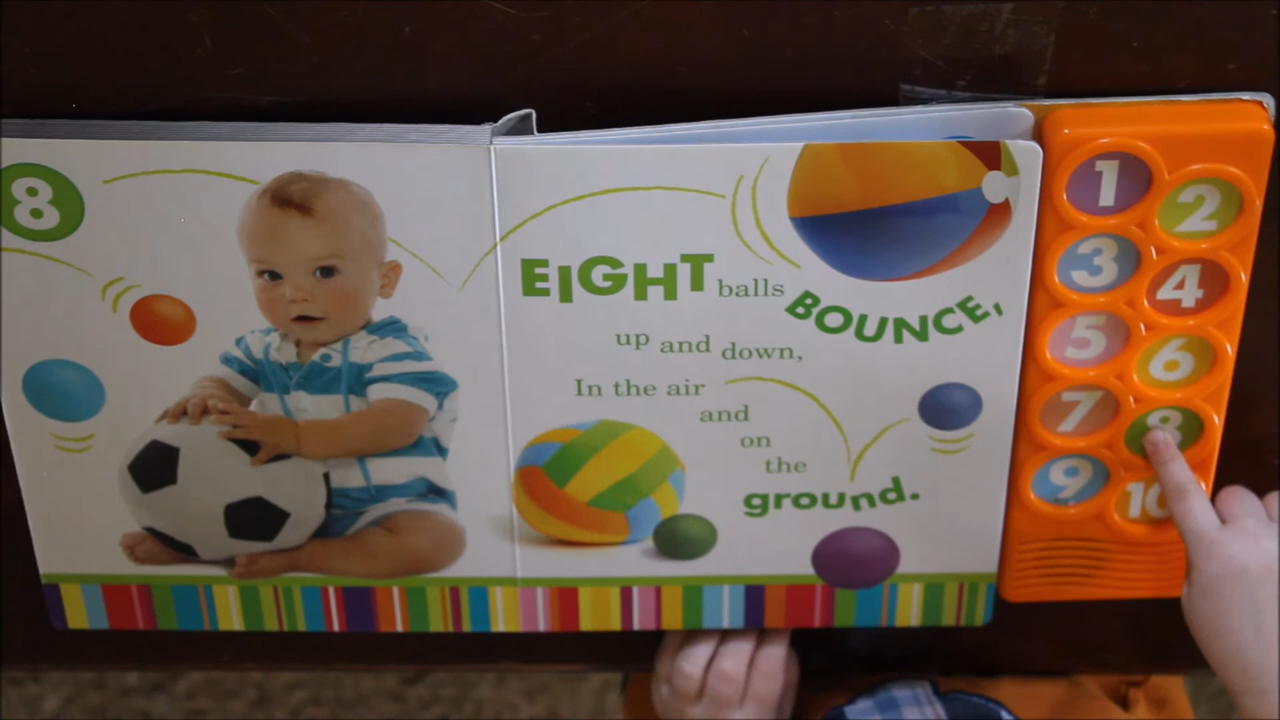 8
EIGHT balls BOUNCE,
up and down,
In the air
and
on
the
ground.
1 2
3 4
5 6
7 8
9 10